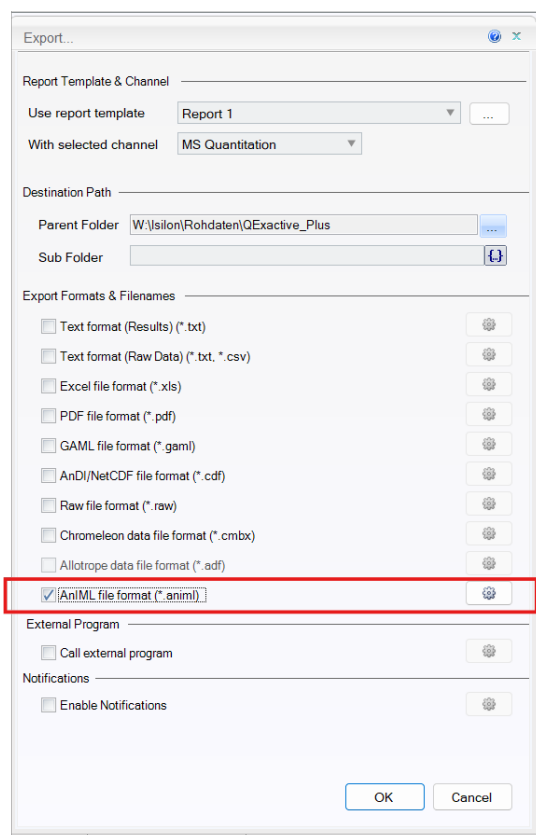 Export...
Report Template & Channel
Use report template Report 1 ...
With selected channel MS Quantitation
Destination Path
Parent Folder W:\Isilon\Rohdaten\QExactive_Plus ...
Sub Folder {..}
Export Formats & Filenames
Text format (Results) (*.txt)
Text format (Raw Data) (*.txt, *.csv)
Excel file format (*.xls)
PDF file format (*.pdf)
GAML file format (*.gaml)
AnDI/NetCDF file format (*.cdf)
Raw file format (*.raw)
Chromeleon data file format (*.cmbx)
Allotrope data file format (*.adf)
AnIML file format (*.animl)
External Program
Call external program
Notifications
Enable Notifications
OK Cancel